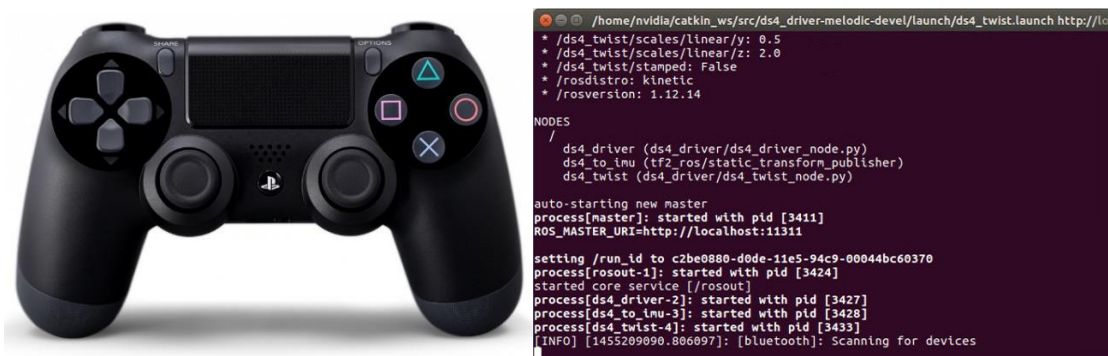 SHARE
OPTIONS
/home/nvidia/catkin_ws/src/ds4_driver-melodic-devel/launch/ds4_twist.launch http://lo
* /ds4_twist/scales/linear/y: 0.5
* /ds4_twist/scales/linear/z: 2.0
* /ds4_twist/stamped: False
* /rosdistro: kinetic
* /rosversion: 1.12.14
NODES
/
ds4_driver (ds4_driver/ds4_driver_node.py)
ds4_to_imu (tf2_ros/static_transform_publisher)
ds4_twist (ds4_driver/ds4_twist_node.py)
auto-starting new master
process[master]: started with pid [3411]
ROS_MASTER_URI=http://localhost:11311
setting /run_id to c2be0880-d0de-11e5-94c9-00044bc60370
process[rosout-1]: started with pid [3424]
started core service [/rosout]
process[ds4_driver-2]: started with pid [3427]
process[ds4_to_imu-3]: started with pid [3428]
process[ds4_twist-4]: started with pid [3433]
[INFO] [1455209090.806097]: [bluetooth]: Scanning for devices